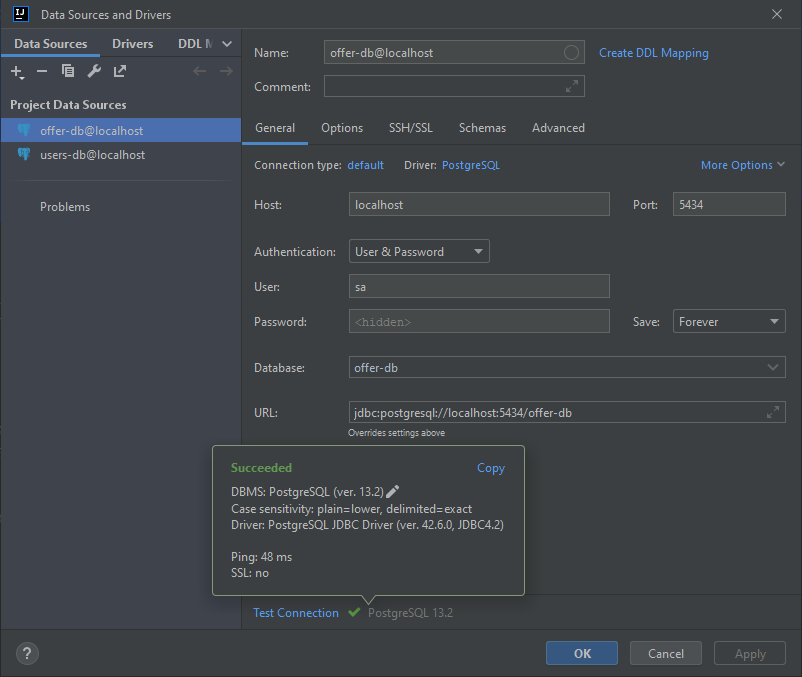 Data Sources and Drivers
Data Sources Drivers DDL M
Name: offer-db@localhost Create DDL Mapping
Comment:
Project Data Sources
offer-db@localhost
users-db@localhost
Problems
General Options SSH/SSL Schemas Advanced
Connection type: default Driver: PostgreSQL More Options
Host: localhost Port: 5434
Authentication: User & Password
User: sa
Password: <hidden> Save: Forever
Database: offer-db
URL: jdbc:postgresql://localhost:5434/offer-db
Overrides settings above
Succeeded Copy
DBMS: PostgreSQL (ver. 13.2)
Case sensitivity: plain=lower, delimited=exact
Driver: PostgreSQL JDBC Driver (ver. 42.6.0, JDBC4.2)
Ping: 48 ms
SSL: no
Test Connection PostgreSQL 13.2
? OK Cancel Apply